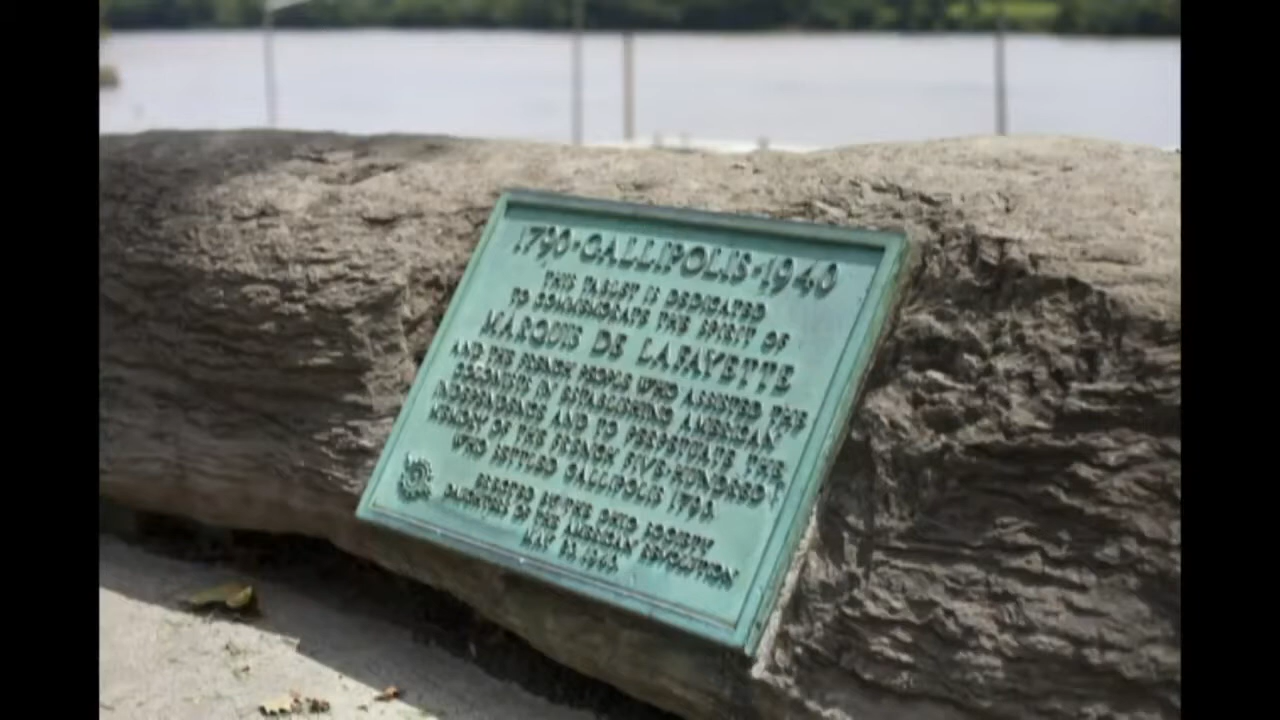 1790·GALLIPOLIS·1940
THIS TABLET IS DEDICATED
TO COMMEMORATE THE SPIRIT OF
MARQUIS DE LAFAYETTE
AND THE FRENCH PEOPLE WHO ASSISTED THE
COLONISTS IN ESTABLISHING AMERICAN
INDEPENDENCE AND TO PERPETUATE THE
MEMORY OF THE FRENCH FIVE-HUNDRED
WHO SETTLED GALLIPOLIS 1790.
ERECTED BY THE OHIO SOCIETY
DAUGHTERS OF THE AMERICAN REVOLUTION
MAY